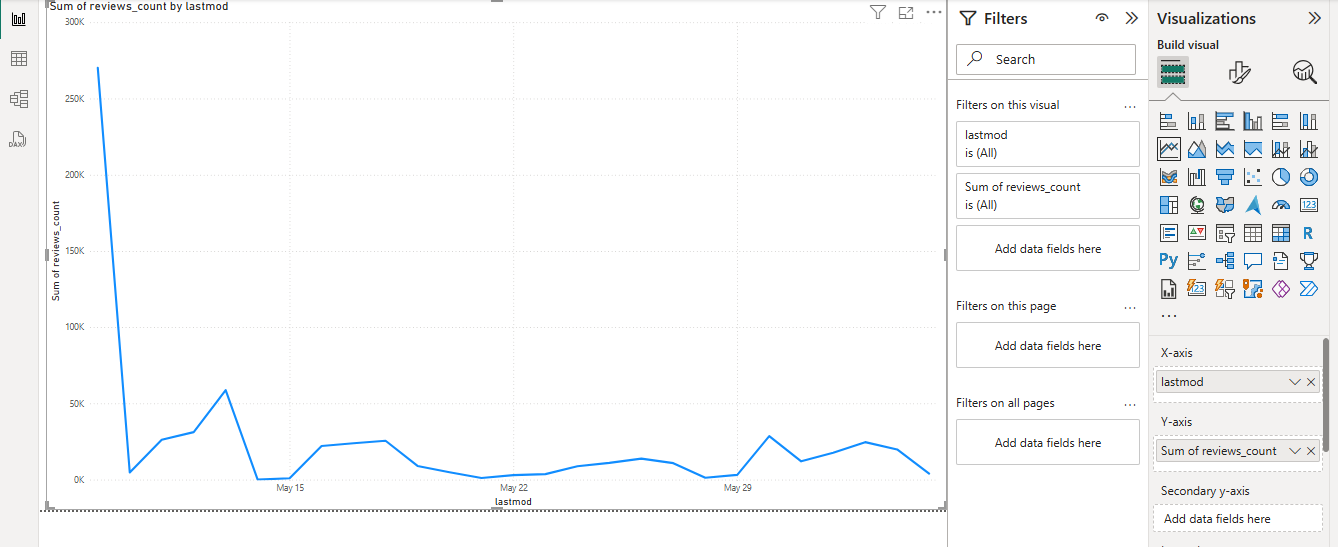 Sum of reviews_count by lastmod
300K
250K
200K
150K
100K
50K
0K
Sum of reviews_count
May 15
May 22
May 29
lastmod
DAX
Filters
Search
Filters on this visual
...
lastmod
is (All)
Sum of reviews_count
is (All)
Add data fields here
Filters on this page
...
Add data fields here
Filters on all pages
...
Add data fields here
Visualizations
Build visual
123
R
Py
123
...
X-axis
lastmod
Y-axis
Sum of reviews_count
Secondary y-axis
Add data fields here